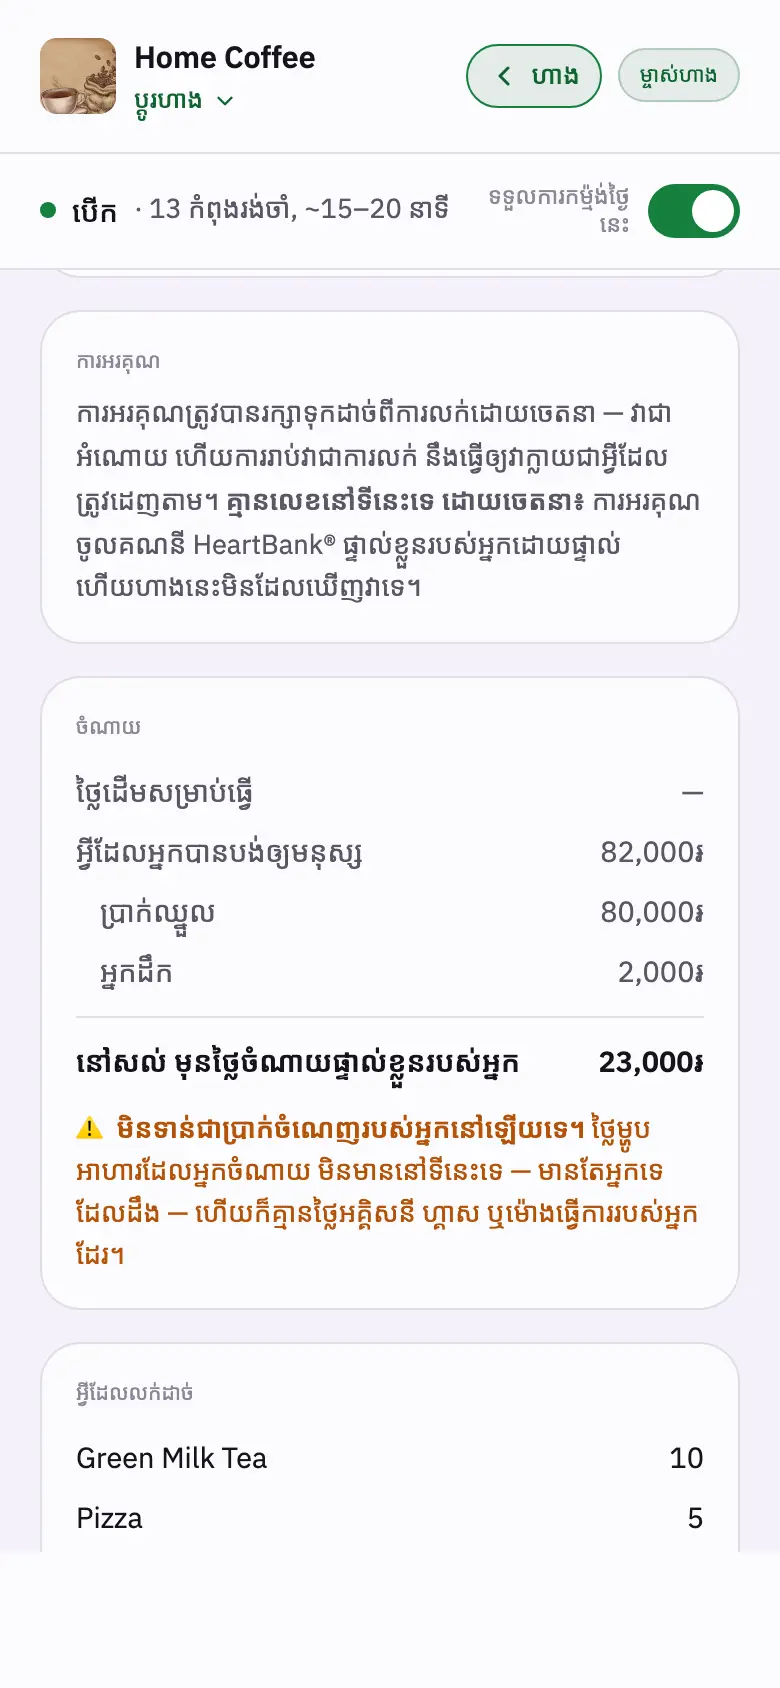 Home Coffee
ប្ដូរហាង
ហាង
ម្ចាស់ហាង
បើក · 13 កំពុងរង់ចាំ, ~15–20 នាទី
ទទួលការកម្ម៉ង់ថ្ងៃ
នេះ
ការអរគុណ
ការអរគុណត្រូវបានរក្សាទុកដាច់ពីការលក់ដោយចេតនា — វាជា
អំណោយ ហើយការរាប់វាជាការលក់ នឹងធ្វើឲ្យវាក្លាយជាអ្វីដែល
ត្រូវដេញតាម។ គ្មានលេខនៅទីនេះទេ ដោយចេតនា៖ ការអរគុណ
ចូលគណនី HeartBank® ផ្ទាល់ខ្លួនរបស់អ្នកដោយផ្ទាល់
ហើយហាងនេះមិនដែលឃើញវាទេ។
ចំណាយ
ថ្លៃដើមសម្រាប់ធ្វើ —
អ្វីដែលអ្នកបានបង់ឲ្យមនុស្ស 82,000៛
ប្រាក់ឈ្នួល 80,000៛
អ្នកដឹក 2,000៛
នៅសល់ មុនថ្លៃចំណាយផ្ទាល់ខ្លួនរបស់អ្នក 23,000៛
⚠️ មិនទាន់ជាប្រាក់ចំណេញរបស់អ្នកនៅឡើយទេ។ ថ្លៃម្ហូប
អាហារដែលអ្នកចំណាយ មិនមាននៅទីនេះទេ — មានតែអ្នកទេ
ដែលដឹង — ហើយក៏គ្មានថ្លៃអគ្គិសនី ហ្គាស ឬម៉ោងធ្វើការរបស់អ្នក
ដែរ។
អ្វីដែលលក់ដាច់
Green Milk Tea 10
Pizza 5